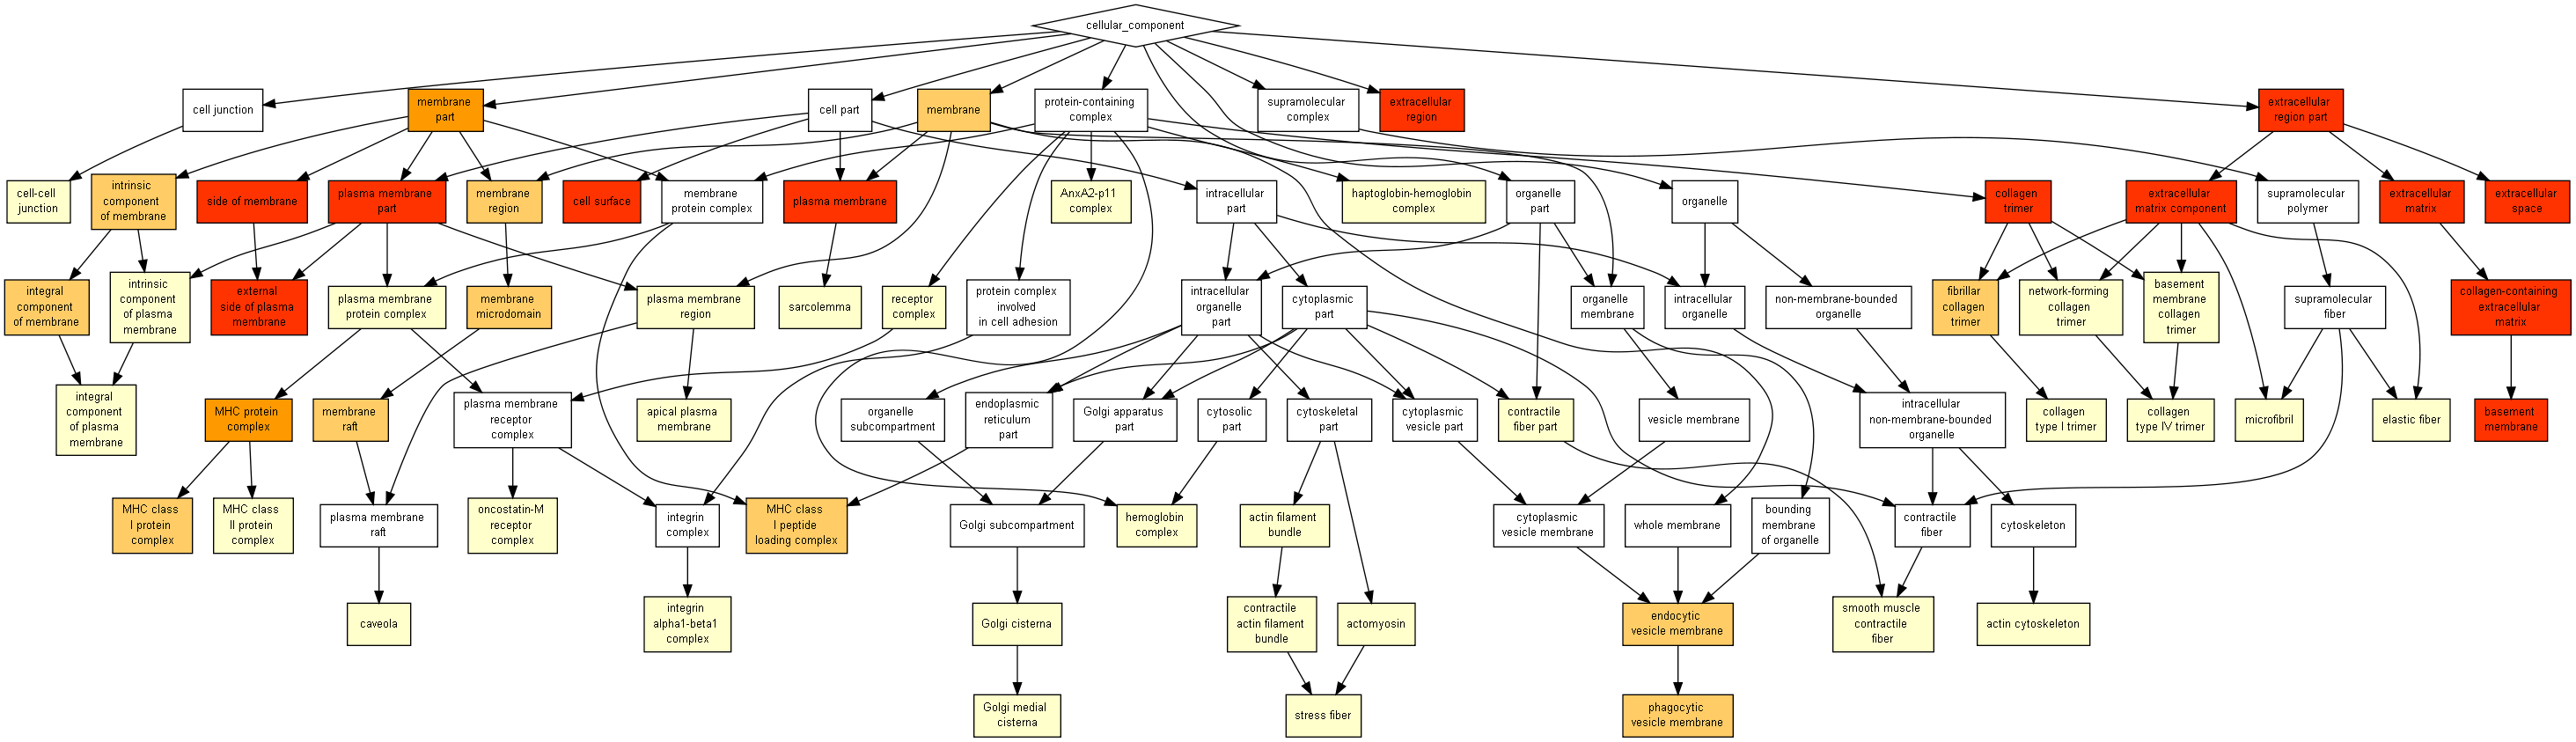 cellular_component
cell junction
membrane
part
cell part
membrane
protein-containing
complex
supramolecular
complex
extracellular
region
extracellular
region part
cell-cell
junction
intrinsic
component
of membrane
side of membrane
plasma membrane
part
membrane
region
cell surface
membrane
protein complex
plasma membrane
AnxA2-p11
complex
intracellular
part
haptoglobin-hemoglobin
complex
organelle
part
organelle
collagen
trimer
extracellular
matrix component
supramolecular
polymer
extracellular
matrix
extracellular
space
integral
component
of membrane
intrinsic
component
of plasma
membrane
external
side of plasma
membrane
plasma membrane
protein complex
membrane
microdomain
plasma membrane
region
sarcolemma
receptor
complex
protein complex
involved
in cell adhesion
intracellular
organelle
part
cytoplasmic
part
organelle
membrane
intracellular
organelle
non-membrane-bounded
organelle
fibrillar
collagen
trimer
network-forming
collagen
trimer
basement
membrane
collagen
trimer
supramolecular
fiber
collagen-containing
extracellular
matrix
integral
component
of plasma
membrane
MHC protein
complex
membrane
raft
plasma membrane
receptor
complex
apical plasma
membrane
organelle
subcompartment
endoplasmic
reticulum
part
Golgi apparatus
part
cytosolic
part
cytoskeletal
part
cytoplasmic
vesicle part
contractile
fiber part
vesicle membrane
intracellular
non-membrane-bounded
organelle
collagen
type I trimer
collagen
type IV trimer
microfibril
elastic fiber
basement
membrane
MHC class
I protein
complex
MHC class
II protein
complex
plasma membrane
raft
oncostatin-M
receptor
complex
integrin
complex
MHC class
I peptide
loading complex
Golgi subcompartment
hemoglobin
complex
actin filament
bundle
cytoplasmic
vesicle membrane
whole membrane
bounding
membrane
of organelle
contractile
fiber
cytoskeleton
caveola
integrin
alpha1-beta1
complex
Golgi cisterna
contractile
actin filament
bundle
actomyosin
endocytic
vesicle membrane
smooth muscle
contractile
fiber
actin cytoskeleton
Golgi medial
cisterna
stress fiber
phagocytic
vesicle membrane